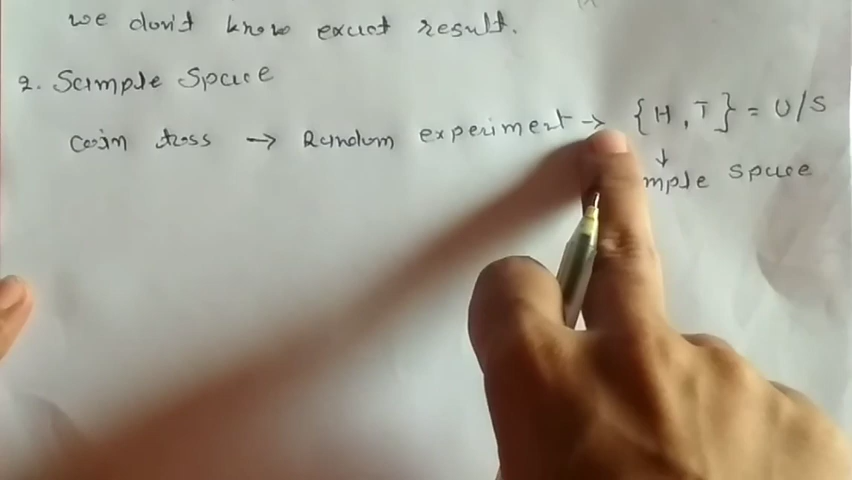 we don't know exact result.
2. Sample Space
Coin toss → Random experiment → {H, T} = U/S
↓
mple space